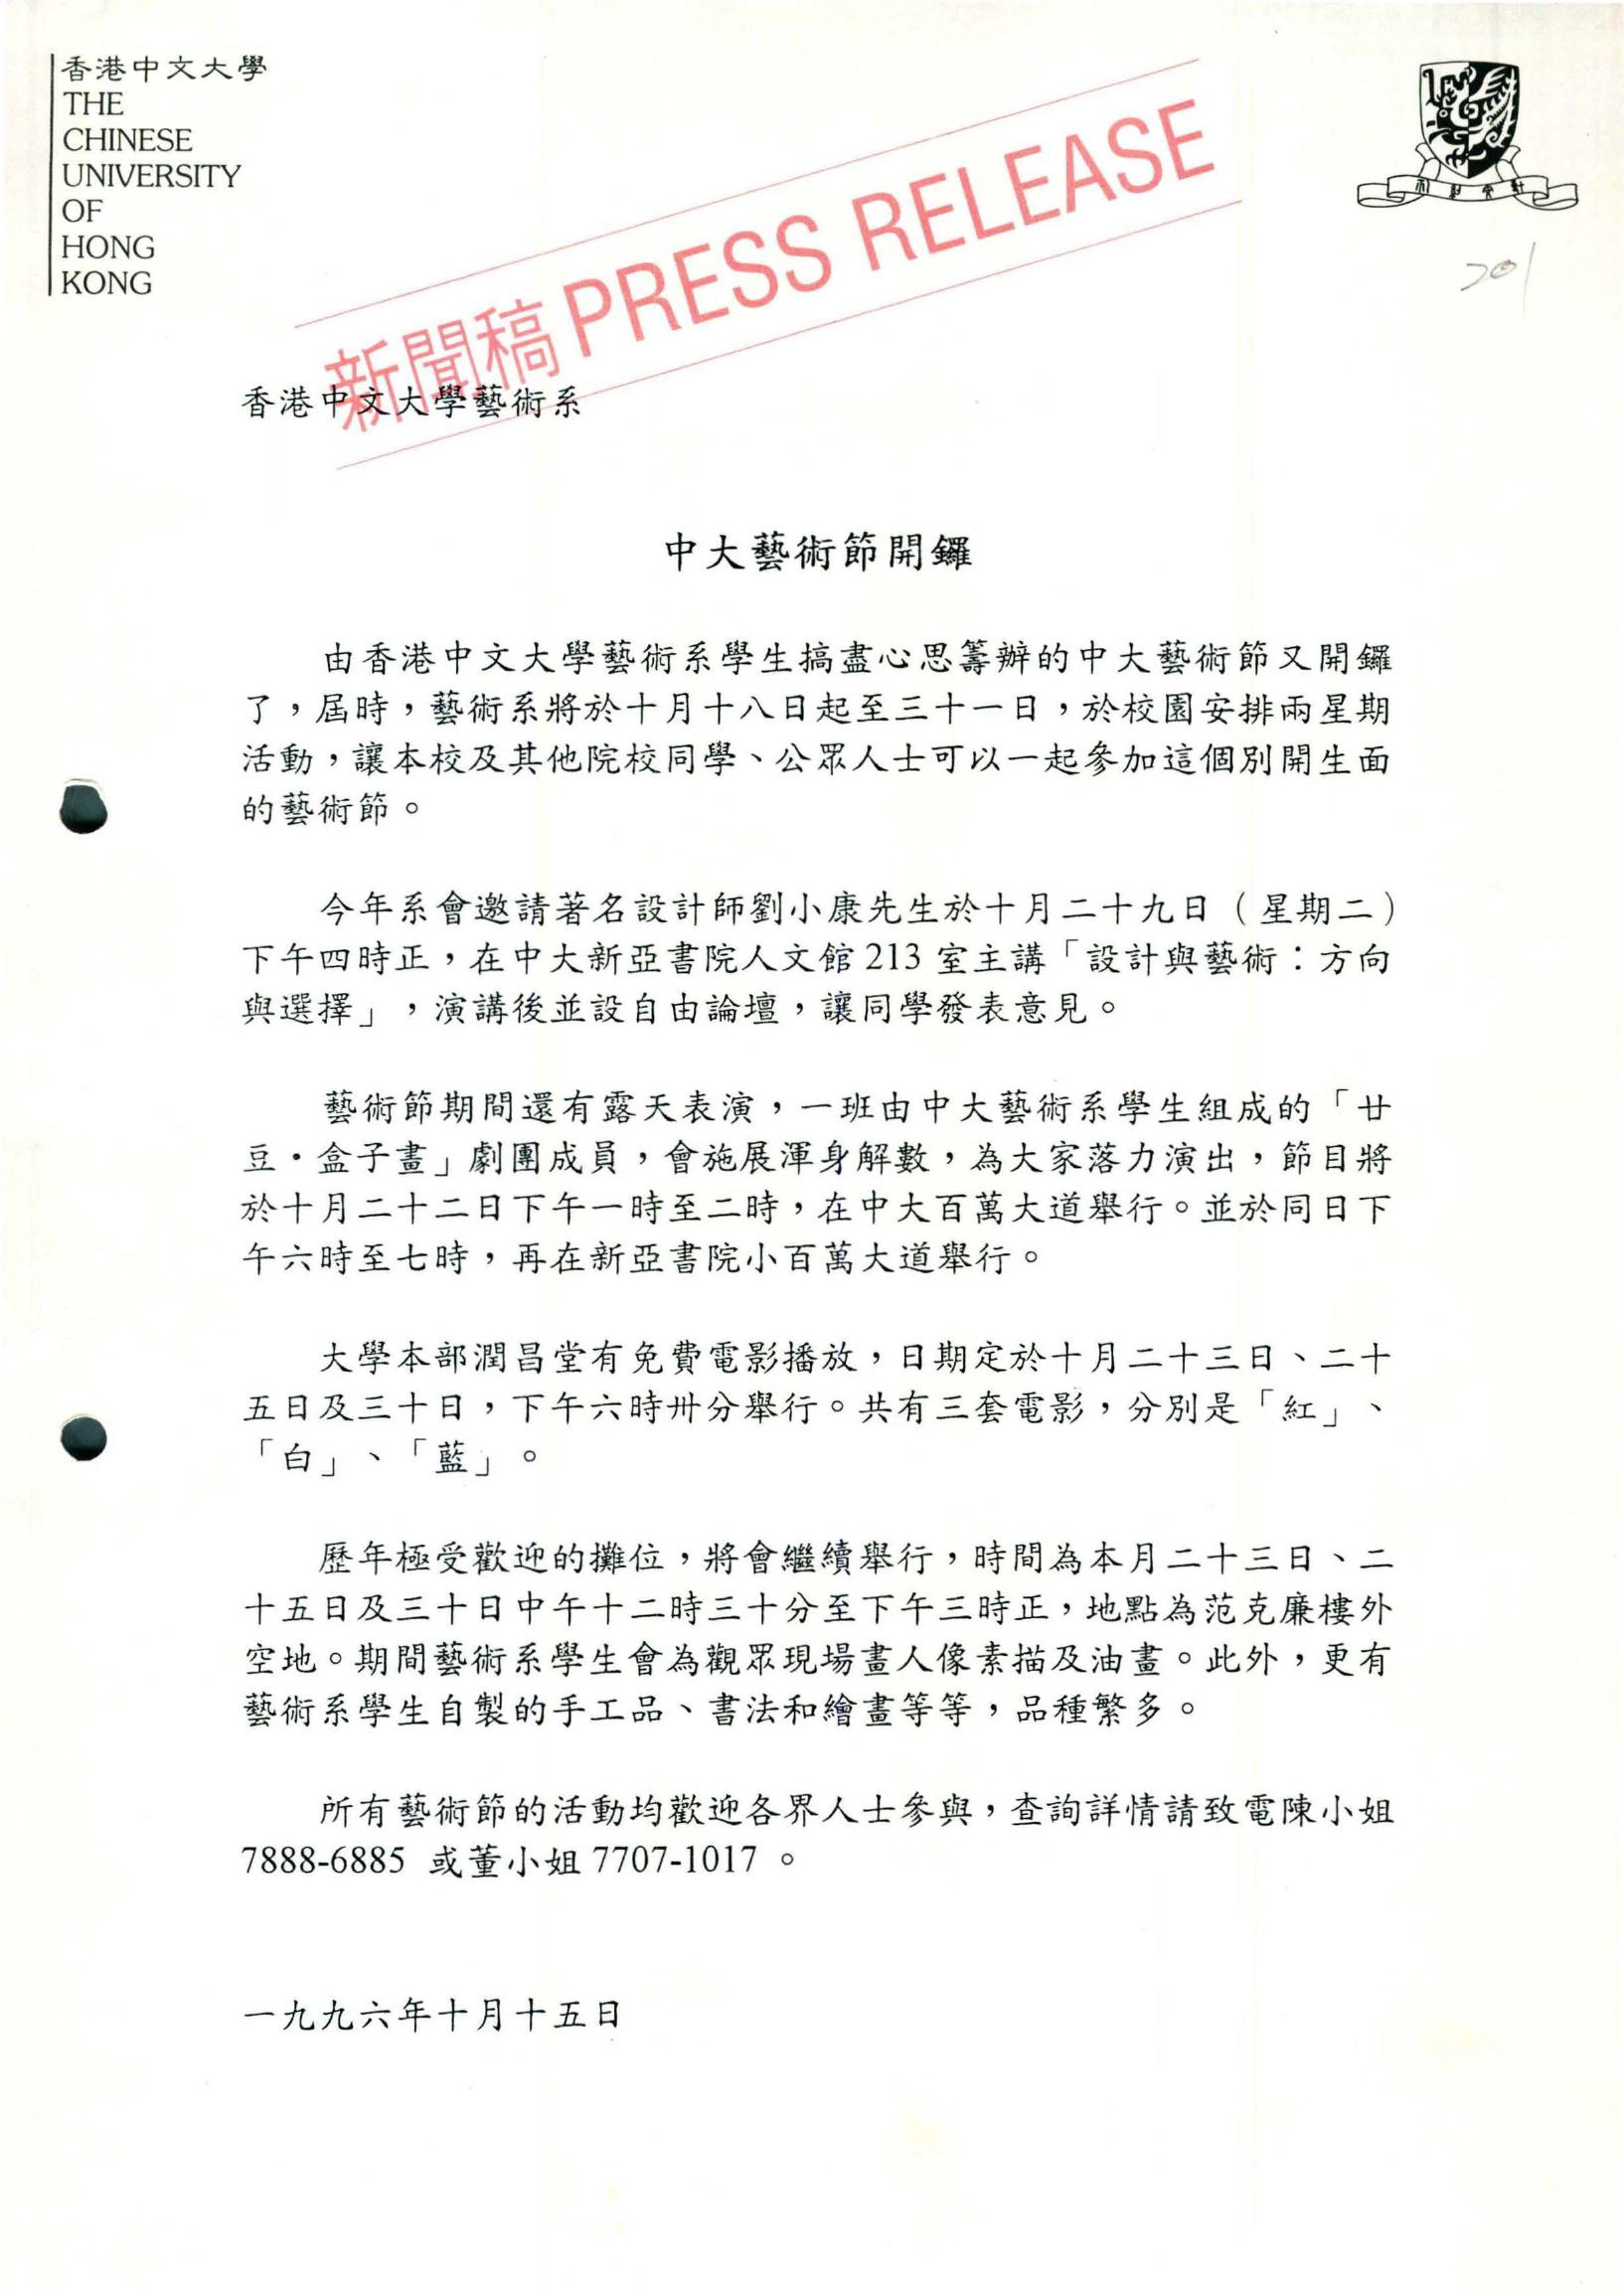 香港中文大學
THE
CHINESE
UNIVERSITY
OF
HONG
KONG
新聞稿 PRESS RELEASE
201
香港中文大學藝術系
中大藝術節開鑼
由香港中文大學藝術系學生搞盡心思籌辦的中大藝術節又開鑼
了，屆時，藝術系將於十月十八日起至三十一日，於校園安排兩星期
活動，讓本校及其他院校同學、公眾人士可以一起參加這個別開生面
的藝術節。
今年系會邀請著名設計師劉小康先生於十月二十九日（星期二）
下午四時正，在中大新亞書院人文館 213 室主講「設計與藝術：方向
與選擇」，演講後並設自由論壇，讓同學發表意見。
藝術節期間還有露天表演，一班由中大藝術系學生組成的「廿
豆·盒子畫」劇團成員，會施展渾身解數，為大家落力演出，節目將
於十月二十二日下午一時至二時，在中大百萬大道舉行。並於同日下
午六時至七時，再在新亞書院小百萬大道舉行。
大學本部潤昌堂有免費電影播放，日期定於十月二十三日、二十
五日及三十日，下午六時卅分舉行。共有三套電影，分別是「紅」、
「白」、「藍」。
歷年極受歡迎的攤位，將會繼續舉行，時間為本月二十三日、二
十五日及三十日中午十二時三十分至下午三時正，地點為范克廉樓外
空地。期間藝術系學生會為觀眾現場畫人像素描及油畫。此外，更有
藝術系學生自製的手工品、書法和繪畫等等，品種繁多。
所有藝術節的活動均歡迎各界人士參與，查詢詳情請致電陳小姐
7888-6885 或董小姐 7707-1017 。
一九九六年十月十五日